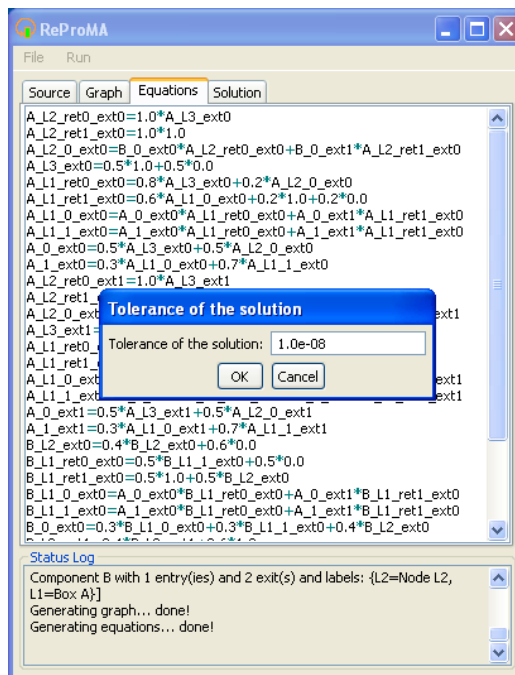 ReProMA
File Run
Source Graph Equations Solution
A_L2_ret0_ext0=1.0*A_L3_ext0
A_L2_ret1_ext0=1.0*1.0
A_L2_0_ext0=B_0_ext0*A_L2_ret0_ext0+B_0_ext1*A_L2_ret1_ext0
A_L3_ext0=0.5*1.0+0.5*0.0
A_L1_ret0_ext0=0.8*A_L3_ext0+0.2*A_L2_0_ext0
A_L1_ret1_ext0=0.6*A_L1_0_ext0+0.2*1.0+0.2*0.0
A_L1_0_ext0=A_0_ext0*A_L1_ret0_ext0+A_0_ext1*A_L1_ret1_ext0
A_L1_1_ext0=A_1_ext0*A_L1_ret0_ext0+A_1_ext1*A_L1_ret1_ext0
A_0_ext0=0.5*A_L3_ext0+0.5*A_L2_0_ext0
A_1_ext0=0.3*A_L1_0_ext0+0.7*A_L1_1_ext0
A_L2_ret0_ext1=1.0*A_L3_ext1
A_L2_ret1_
A_L2_0_ext ext1
A_L3_ext1=
A_L1_ret0_
A_L1_ret1_
A_L1_0_ext ext1
A_L1_1_ext ext1
A_0_ext1=0.5*A_L3_ext1+0.5*A_L2_0_ext1
A_1_ext1=0.3*A_L1_0_ext1+0.7*A_L1_1_ext1
B_L2_ext0=0.4*B_L2_ext0+0.6*0.0
B_L1_ret0_ext0=0.5*B_L1_1_ext0+0.5*0.0
B_L1_ret1_ext0=0.5*1.0+0.5*B_L2_ext0
B_L1_0_ext0=A_0_ext0*B_L1_ret0_ext0+A_0_ext1*B_L1_ret1_ext0
B_L1_1_ext0=A_1_ext0*B_L1_ret0_ext0+A_1_ext1*B_L1_ret1_ext0
B_0_ext0=0.3*B_L1_0_ext0+0.3*B_L1_1_ext0+0.4*B_L2_ext0
Tolerance of the solution
Tolerance of the solution: 1.0e-08
OK Cancel
Status Log
Component B with 1 entry(ies) and 2 exit(s) and labels: {L2=Node L2,
L1=Box A}]
Generating graph... done!
Generating equations... done!